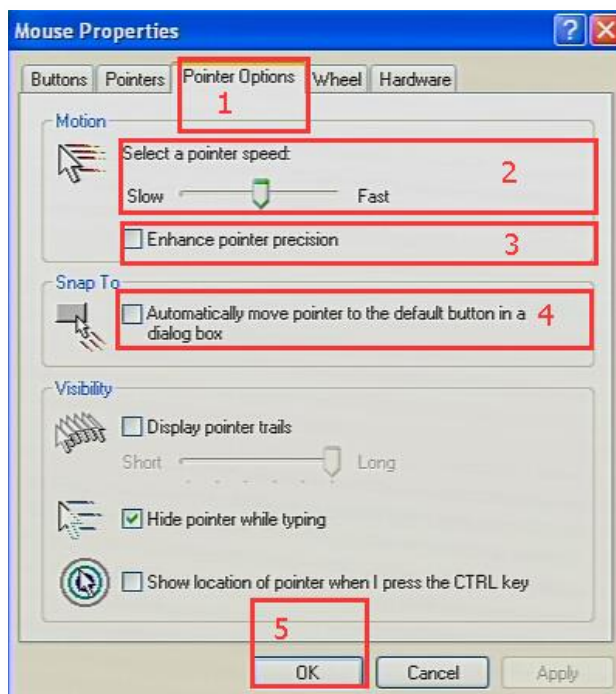 Mouse Properties
Buttons Pointers Pointer Options Wheel Hardware
1
Motion
Select a pointer speed:
2
Slow Fast
Enhance pointer precision
3
Snap To
Automatically move pointer to the default button in a
dialog box
4
Visibility
Display pointer trails
Short Long
Hide pointer while typing
Show location of pointer when I press the CTRL key
5
OK Cancel Apply